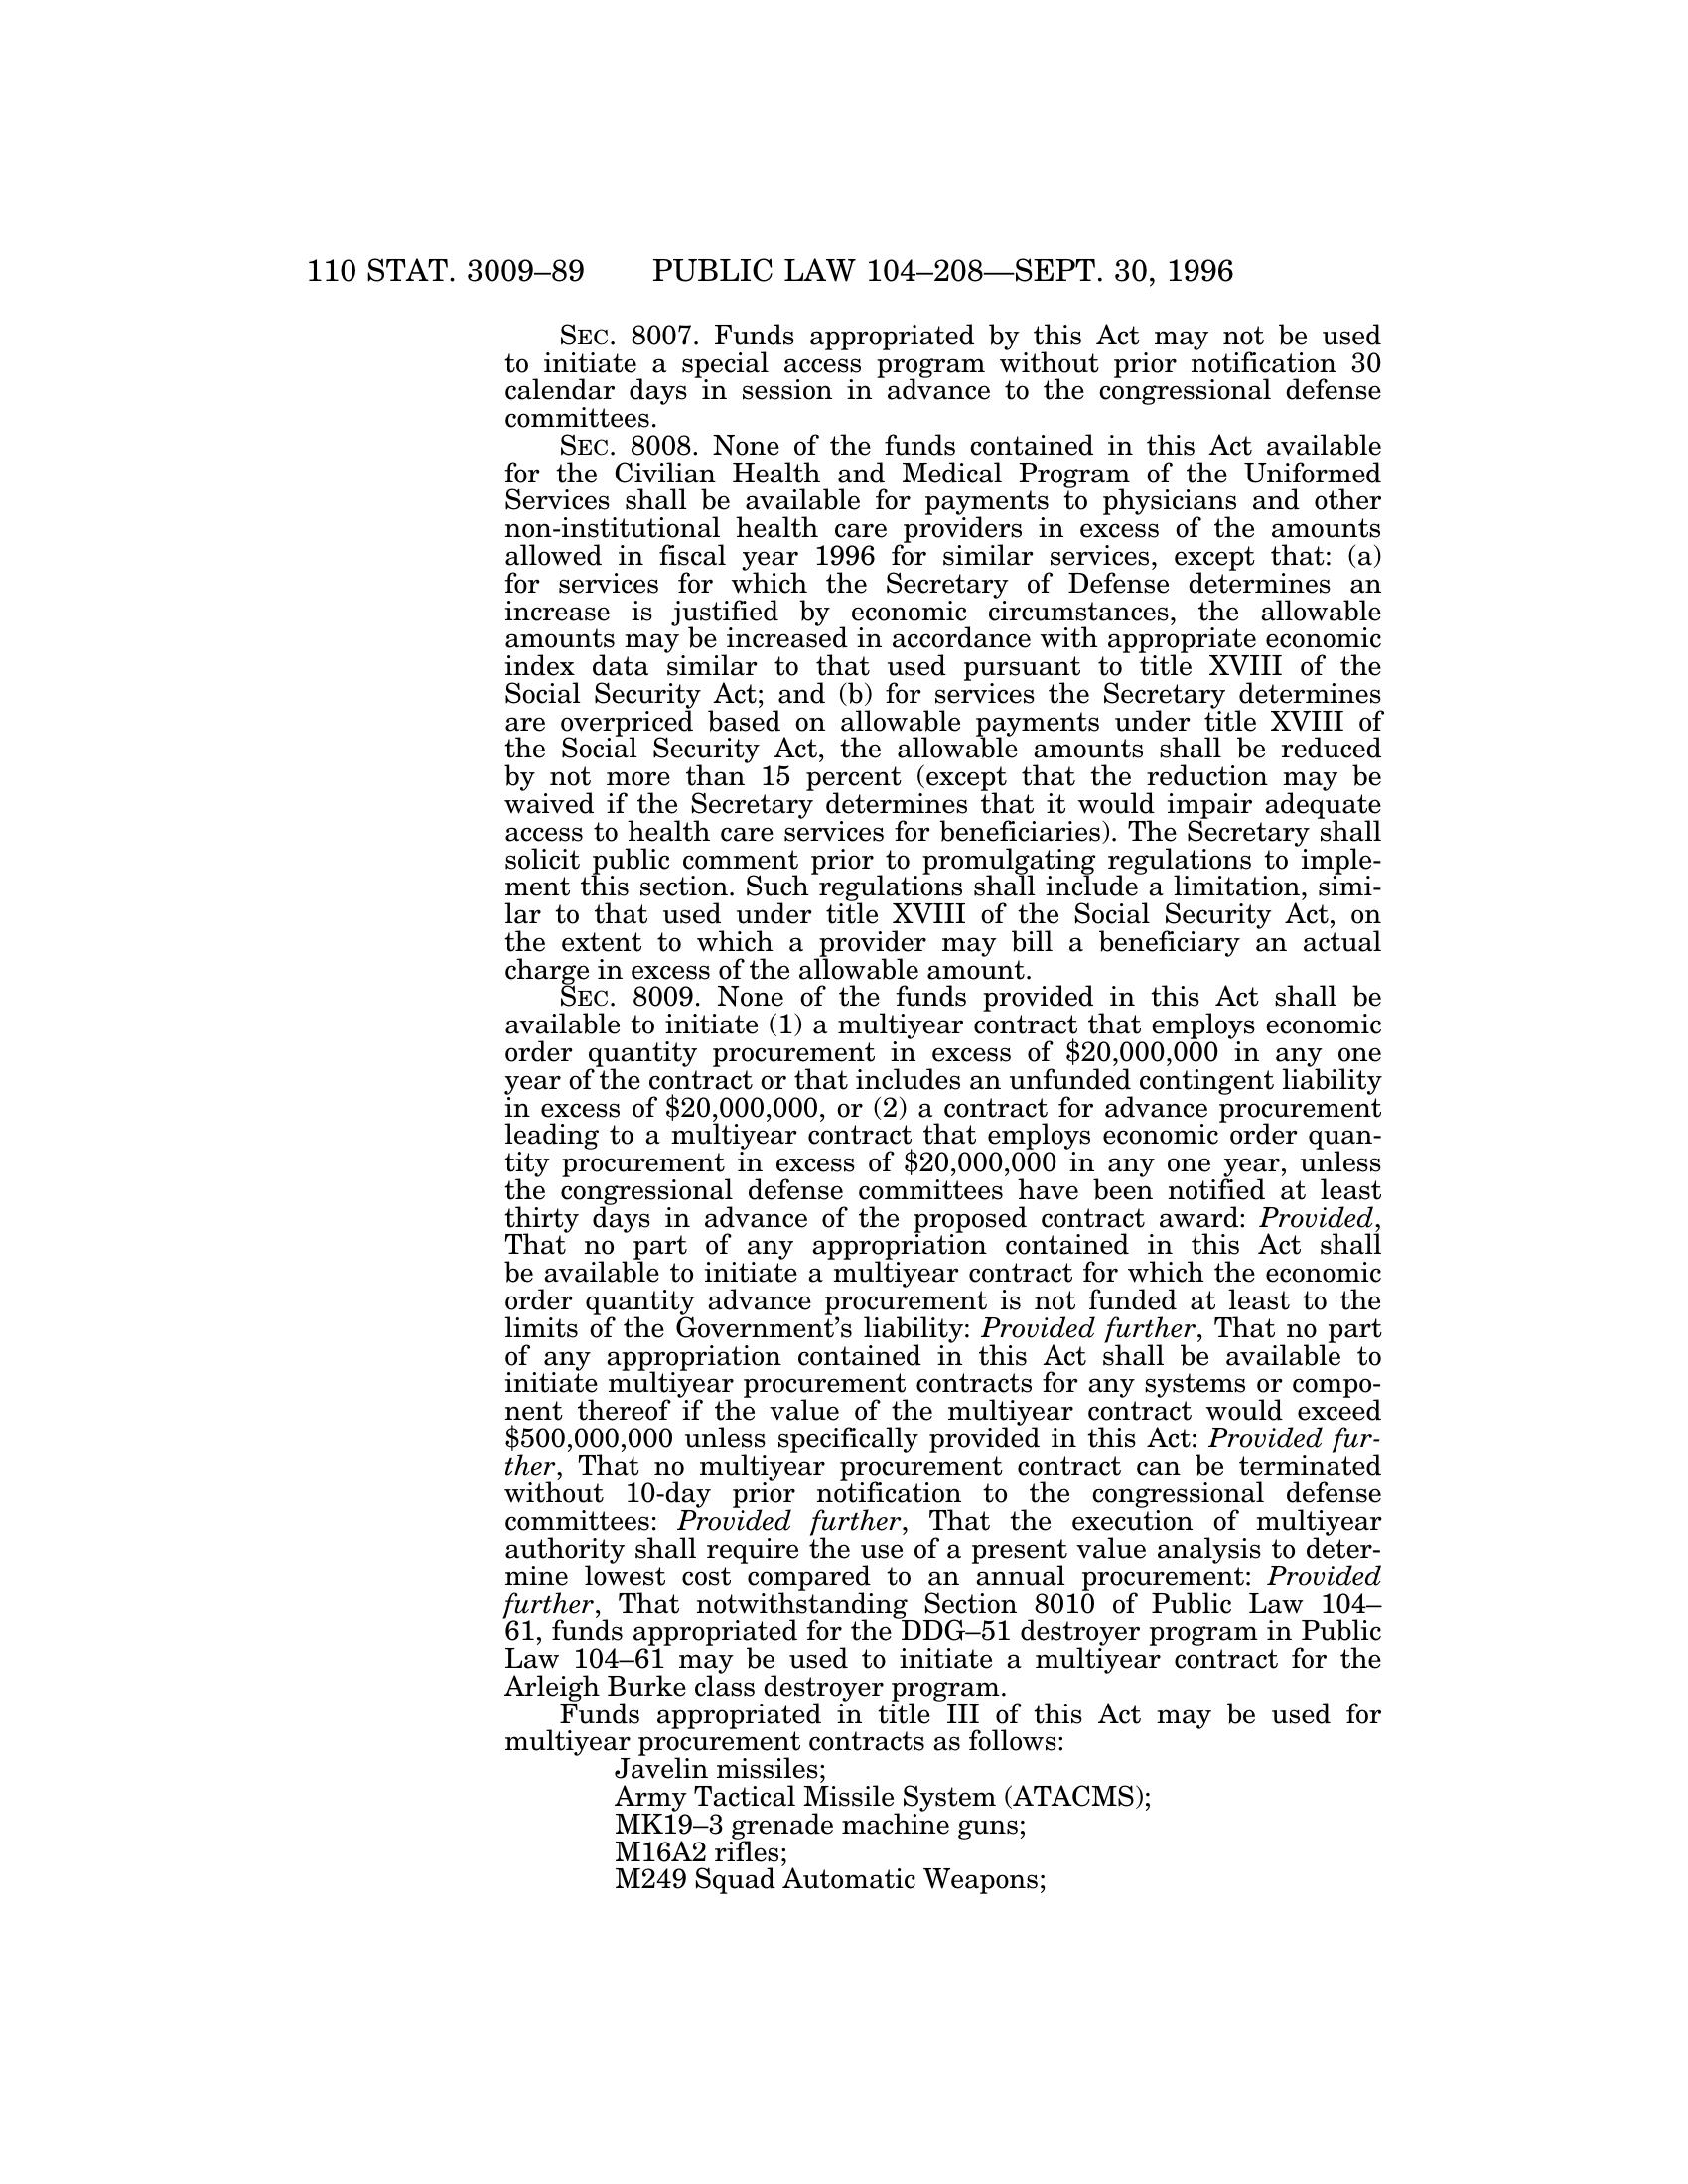 110 STAT. 3009–89 PUBLIC LAW 104–208—SEPT. 30, 1996
SEC. 8007. Funds appropriated by this Act may not be used
to initiate a special access program without prior notification 30
calendar days in session in advance to the congressional defense
committees.
SEC. 8008. None of the funds contained in this Act available
for the Civilian Health and Medical Program of the Uniformed
Services shall be available for payments to physicians and other
non-institutional health care providers in excess of the amounts
allowed in fiscal year 1996 for similar services, except that: (a)
for services for which the Secretary of Defense determines an
increase is justified by economic circumstances, the allowable
amounts may be increased in accordance with appropriate economic
index data similar to that used pursuant to title XVIII of the
Social Security Act; and (b) for services the Secretary determines
are overpriced based on allowable payments under title XVIII of
the Social Security Act, the allowable amounts shall be reduced
by not more than 15 percent (except that the reduction may be
waived if the Secretary determines that it would impair adequate
access to health care services for beneficiaries). The Secretary shall
solicit public comment prior to promulgating regulations to imple-
ment this section. Such regulations shall include a limitation, simi-
lar to that used under title XVIII of the Social Security Act, on
the extent to which a provider may bill a beneficiary an actual
charge in excess of the allowable amount.
SEC. 8009. None of the funds provided in this Act shall be
available to initiate (1) a multiyear contract that employs economic
order quantity procurement in excess of $20,000,000 in any one
year of the contract or that includes an unfunded contingent liability
in excess of $20,000,000, or (2) a contract for advance procurement
leading to a multiyear contract that employs economic order quan-
tity procurement in excess of $20,000,000 in any one year, unless
the congressional defense committees have been notified at least
thirty days in advance of the proposed contract award: Provided,
That no part of any appropriation contained in this Act shall
be available to initiate a multiyear contract for which the economic
order quantity advance procurement is not funded at least to the
limits of the Government's liability: Provided further, That no part
of any appropriation contained in this Act shall be available to
initiate multiyear procurement contracts for any systems or compo-
nent thereof if the value of the multiyear contract would exceed
$500,000,000 unless specifically provided in this Act: Provided fur-
ther, That no multiyear procurement contract can be terminated
without 10-day prior notification to the congressional defense
committees: Provided further, That the execution of multiyear
authority shall require the use of a present value analysis to deter-
mine lowest cost compared to an annual procurement: Provided
further, That notwithstanding Section 8010 of Public Law 104–
61, funds appropriated for the DDG–51 destroyer program in Public
Law 104–61 may be used to initiate a multiyear contract for the
Arleigh Burke class destroyer program.
Funds appropriated in title III of this Act may be used for
multiyear procurement contracts as follows:
Javelin missiles;
Army Tactical Missile System (ATACMS);
MK19–3 grenade machine guns;
M16A2 rifles;
M249 Squad Automatic Weapons;